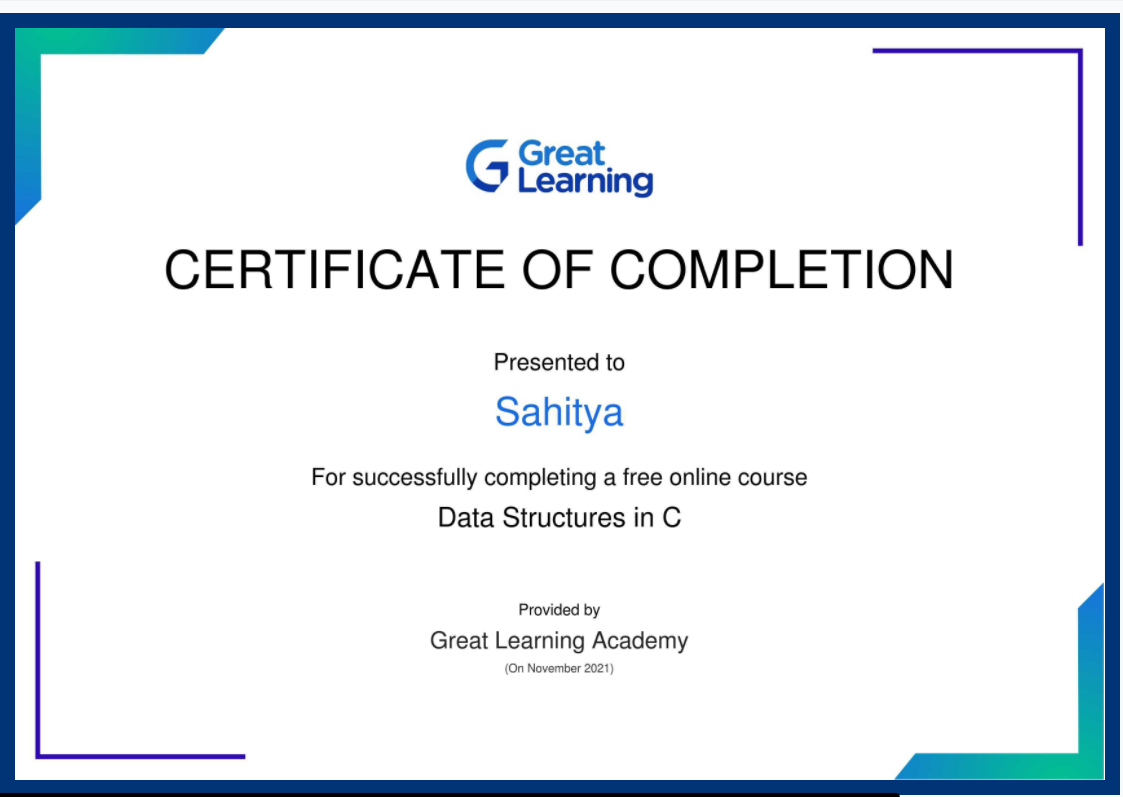 Great
Learning
CERTIFICATE OF COMPLETION
Presented to
Sahitya
For successfully completing a free online course
Data Structures in C
Provided by
Great Learning Academy
(On November 2021)